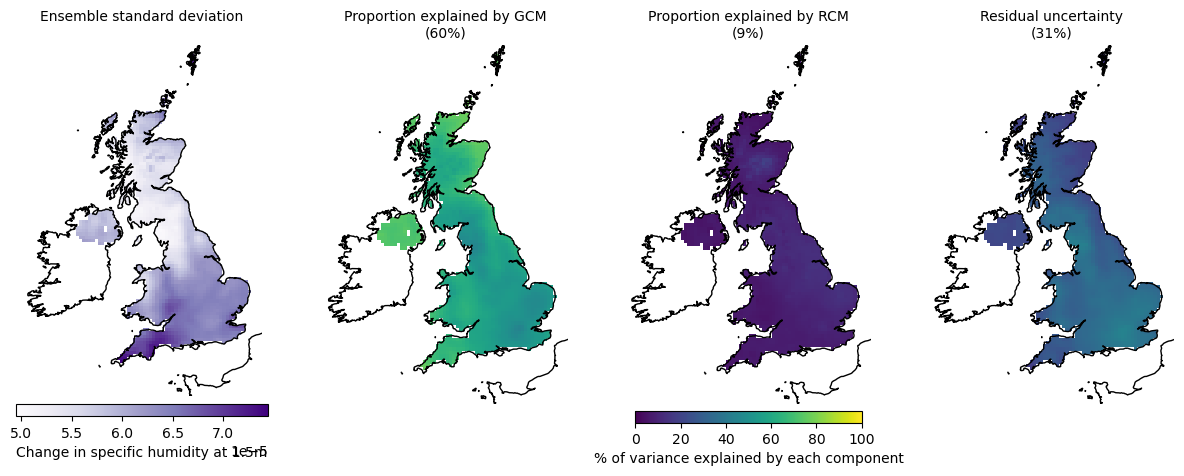 Ensemble standard deviation
Proportion explained by GCM
(60%)
Proportion explained by RCM
(9%)
Residual uncertainty
(31%)
5.0 5.5 6.0 6.5 7.0
1e−5
Change in specific humidity at 1.5m
0 20 40 60 80 100
% of variance explained by each component